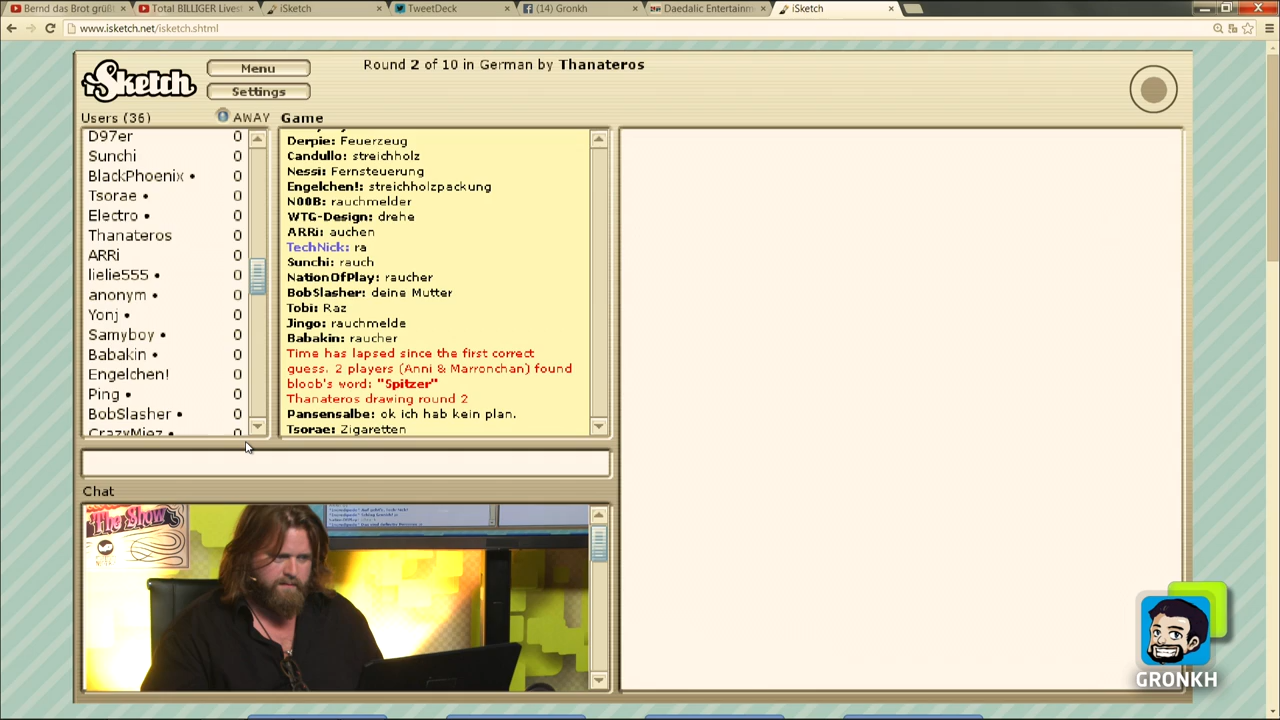 Bernd das Brot grüß
Total BILLIGER Livest
iSketch
TweetDeck
(14) Gronkh
Daedalic Entertainm
iSketch
www.isketch.net/isketch.shtml
iSketch
Menu
Settings
Round 2 of 10 in German by Thanateros
Users (36)
AWAY
Game
D97er 0
Sunchi 0
BlackPhoenix • 0
Tsorae • 0
Electro • 0
Thanateros 0
ARRi 0
lielie555 • 0
anonym • 0
Yonj • 0
Samyboy • 0
Babakin • 0
Engelchen! 0
Ping • 0
BobSlasher • 0
CrazyMiez • 0
Derpie: Feuerzeug
Candullo: streichholz
Nessi: Fernsteuerung
Engelchen!: streichholzpackung
N00B: rauchmelder
WTG-Design: drehe
ARRi: auchen
TechNick: ra
Sunchi: rauch
NationOfPlay: raucher
BobSlasher: deine Mutter
Tobi: Raz
Jingo: rauchmelde
Babakin: raucher
Time has lapsed since the first correct
guess. 2 players (Anni & Marronchan) found
bloob's word: "Spitzer"
Thanateros drawing round 2
Pansensalbe: ok ich hab kein plan.
Tsorae: Zigaretten
Chat
The Show
GRONKH